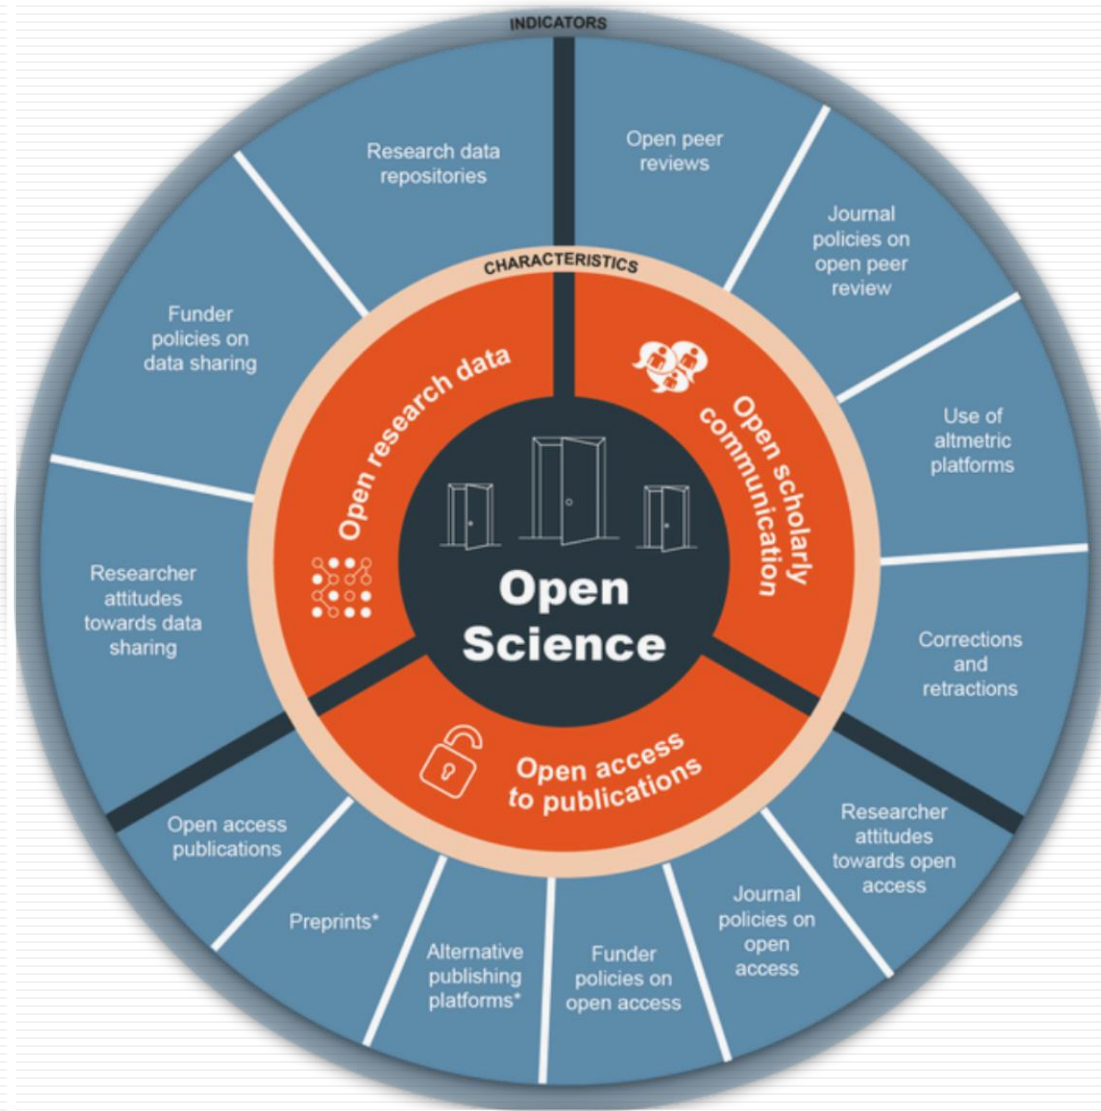 INDICATORS
Research data
repositories
Open peer
reviews
Journal
policies on
open peer
review
Funder
policies on
data sharing
CHARACTERISTICS
Open research data
Open scholarly
communication
Use of
altmetric
platforms
Researcher
attitudes
towards data
sharing
Open
Science
Corrections
and
retractions
Open access
to publications
Open access
publications
Preprints*
Alternative
publishing
platforms*
Funder
policies on
open access
Journal
policies on
open
access
Researcher
attitudes
towards open
access